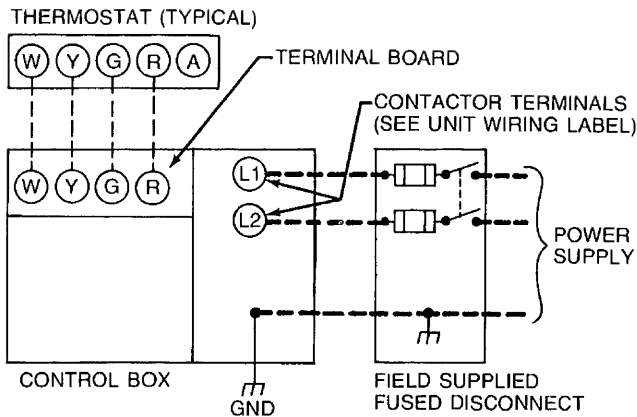 THERMOSTAT (TYPICAL)
W Y G R A
TERMINAL BOARD
CONTACTOR TERMINALS
(SEE UNIT WIRING LABEL)
W Y G R
L1
L2
POWER
SUPPLY
CONTROL BOX
GND
FIELD SUPPLIED
FUSED DISCONNECT